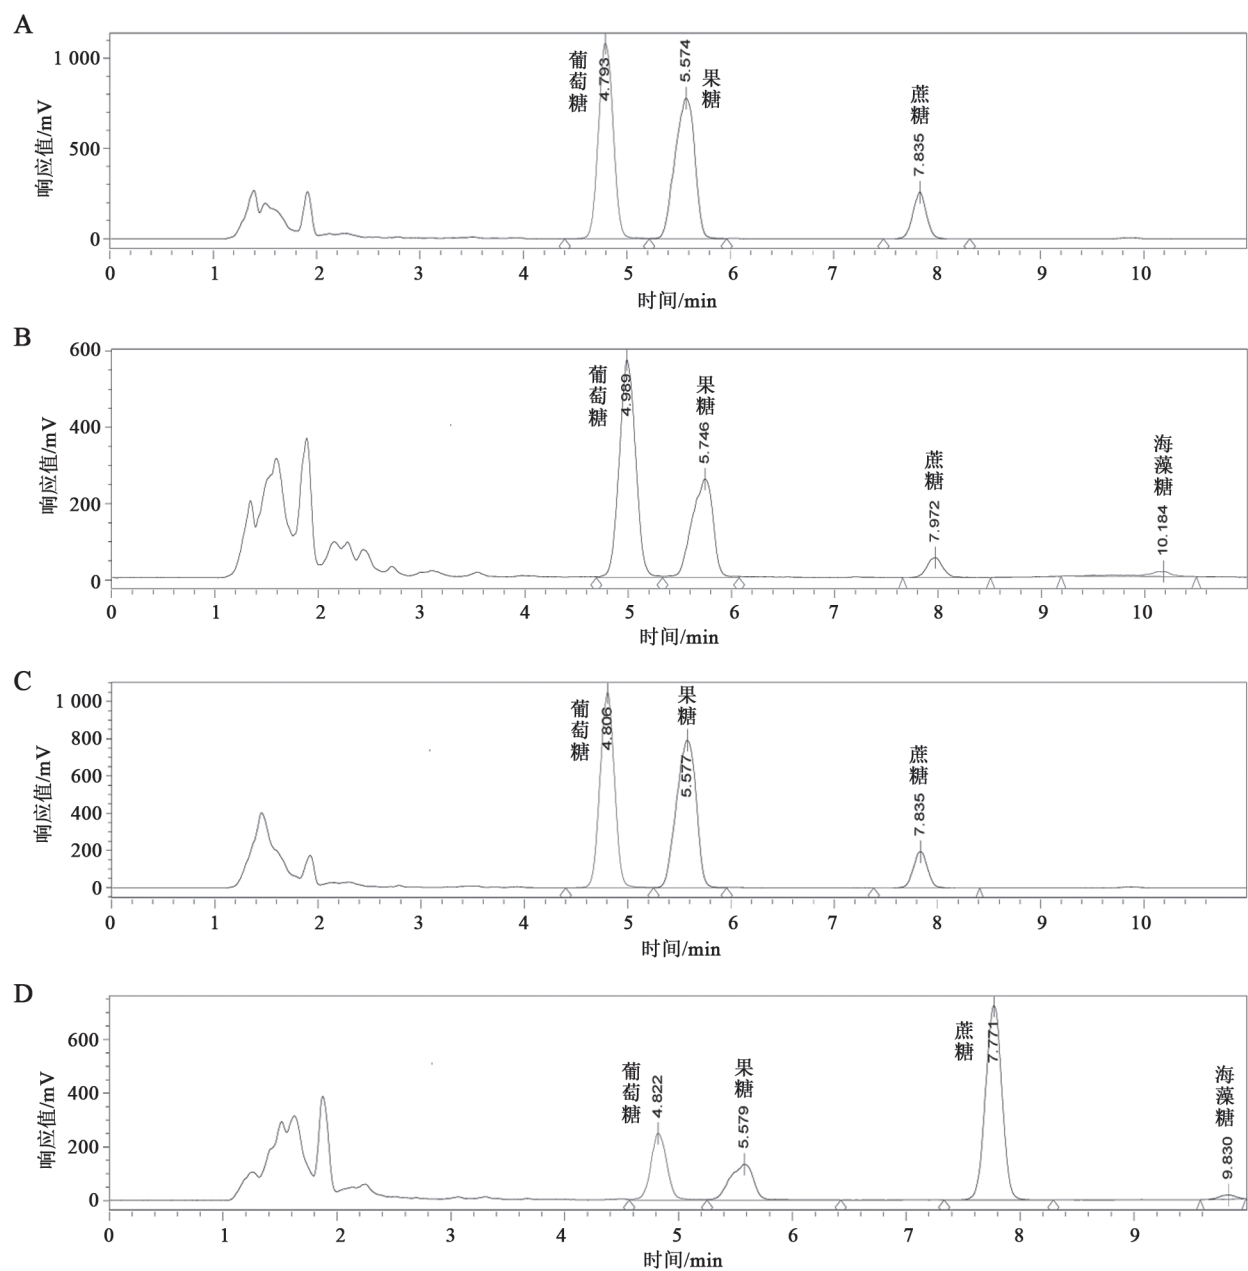 A
1 000
500
0
响应值/mV
葡萄糖
4.793
5.574
果糖
蔗糖
7.835
0 1 2 3 4 5 6 7 8 9 10
时间/min
B
600
400
200
0
响应值/mV
葡萄糖
4.989
果糖
5.746
蔗糖
7.972
海藻糖
10.184
0 1 2 3 4 5 6 7 8 9 10
时间/min
C
1 000
800
600
400
200
0
响应值/mV
葡萄糖
4.806
果糖
5.577
蔗糖
7.835
0 1 2 3 4 5 6 7 8 9 10
时间/min
D
600
400
200
0
响应值/mV
葡萄糖
4.822
果糖
5.579
蔗糖
7.771
海藻糖
9.830
0 1 2 3 4 5 6 7 8 9
时间/min